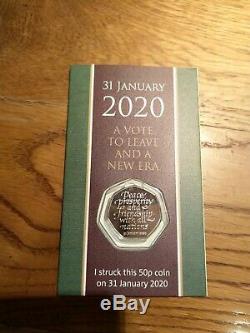 31 JANUARY
2020
A VOTE
TO LEAVE
AND A
NEW ERA
Peace,
prosperity
and
friendship
with all
nations
I struck this 50p coin
on 31 January 2020